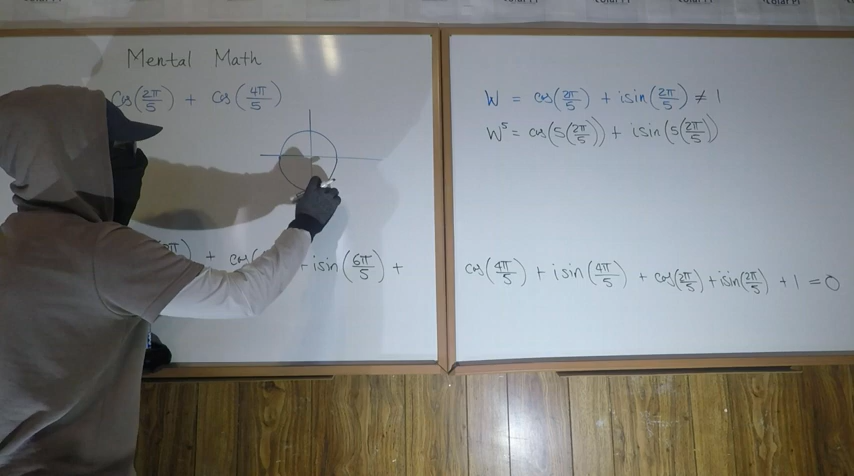 Mental Math
cos(2π/5) + cos(4π/5)
W = cos(2π/5) + isin(2π/5) ≠ 1
W⁵ = cos(5(2π/5)) + isin(5(2π/5))
+ cos( + isin(6π/5) +
cos(4π/5) + isin(4π/5) + cos(2π/5) + isin(2π/5) + 1 = 0